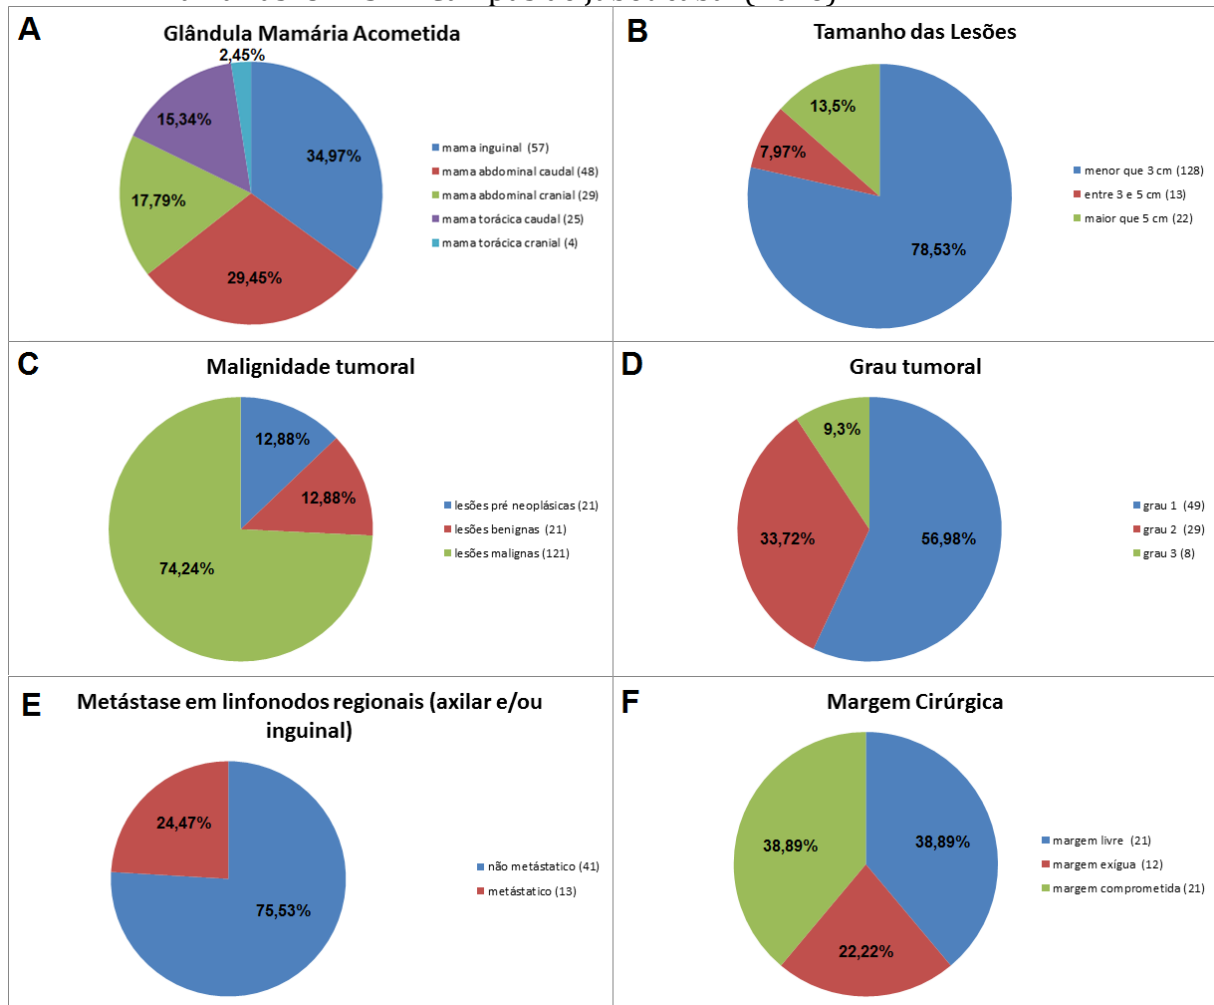 A
Glândula Mamária Acometida
2,45%
15,34%
34,97%
17,79%
29,45%
mama inguinal (57)
mama abdominal caudal (48)
mama abdominal cranial (29)
mama torácica caudal (25)
mama torácica cranial (4)
B
Tamanho das Lesões
13,5%
7,97%
78,53%
menor que 3 cm (128)
entre 3 e 5 cm (13)
maior que 5 cm (22)
C
Malignidade tumoral
12,88%
12,88%
74,24%
lesões pré neoplásicas (21)
lesões benignas (21)
lesões malignas (121)
D
Grau tumoral
9,3%
33,72%
56,98%
grau 1 (49)
grau 2 (29)
grau 3 (8)
E
Metástase em linfonodos regionais (axilar e/ou
inguinal)
24,47%
75,53%
não metástatico (41)
metástatico (13)
F
Margem Cirúrgica
38,89%
38,89%
22,22%
margem livre (21)
margem exígua (12)
margem comprometida (21)